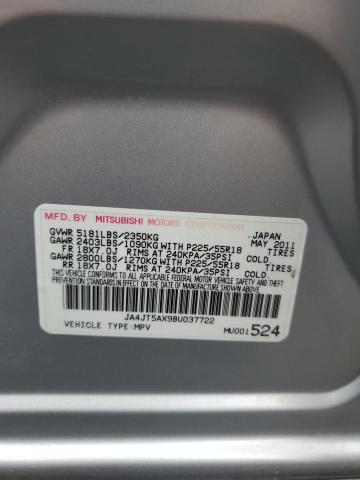 MFD. BY MITSUBISHI MOTORS CORPORATION
JAPAN
GVWR 5181LBS/2350KG MAY 2011
GAWR 2403LBS/1090KG WITH P225/55R18 TIRES
FR 18X7.0J RIMS AT 240KPA/35PSI COLD.
GAWR 2800LBS/1270KG WITH P225/55R18 TIRES
RR 18X7.0J RIMS AT 240KPA/35PSI COLD.
THIS VEHICLE CONFORMS TO ALL APPLICABLE FEDERAL MOTOR VEHICLE SAFETY AND THEFT PREVENTION STANDARDS IN EFFECT ON THE DATE OF MANUFACTURE SHOWN ABOVE.
JA4JT5AX9BU037722
VEHICLE TYPE:MPV MU001524